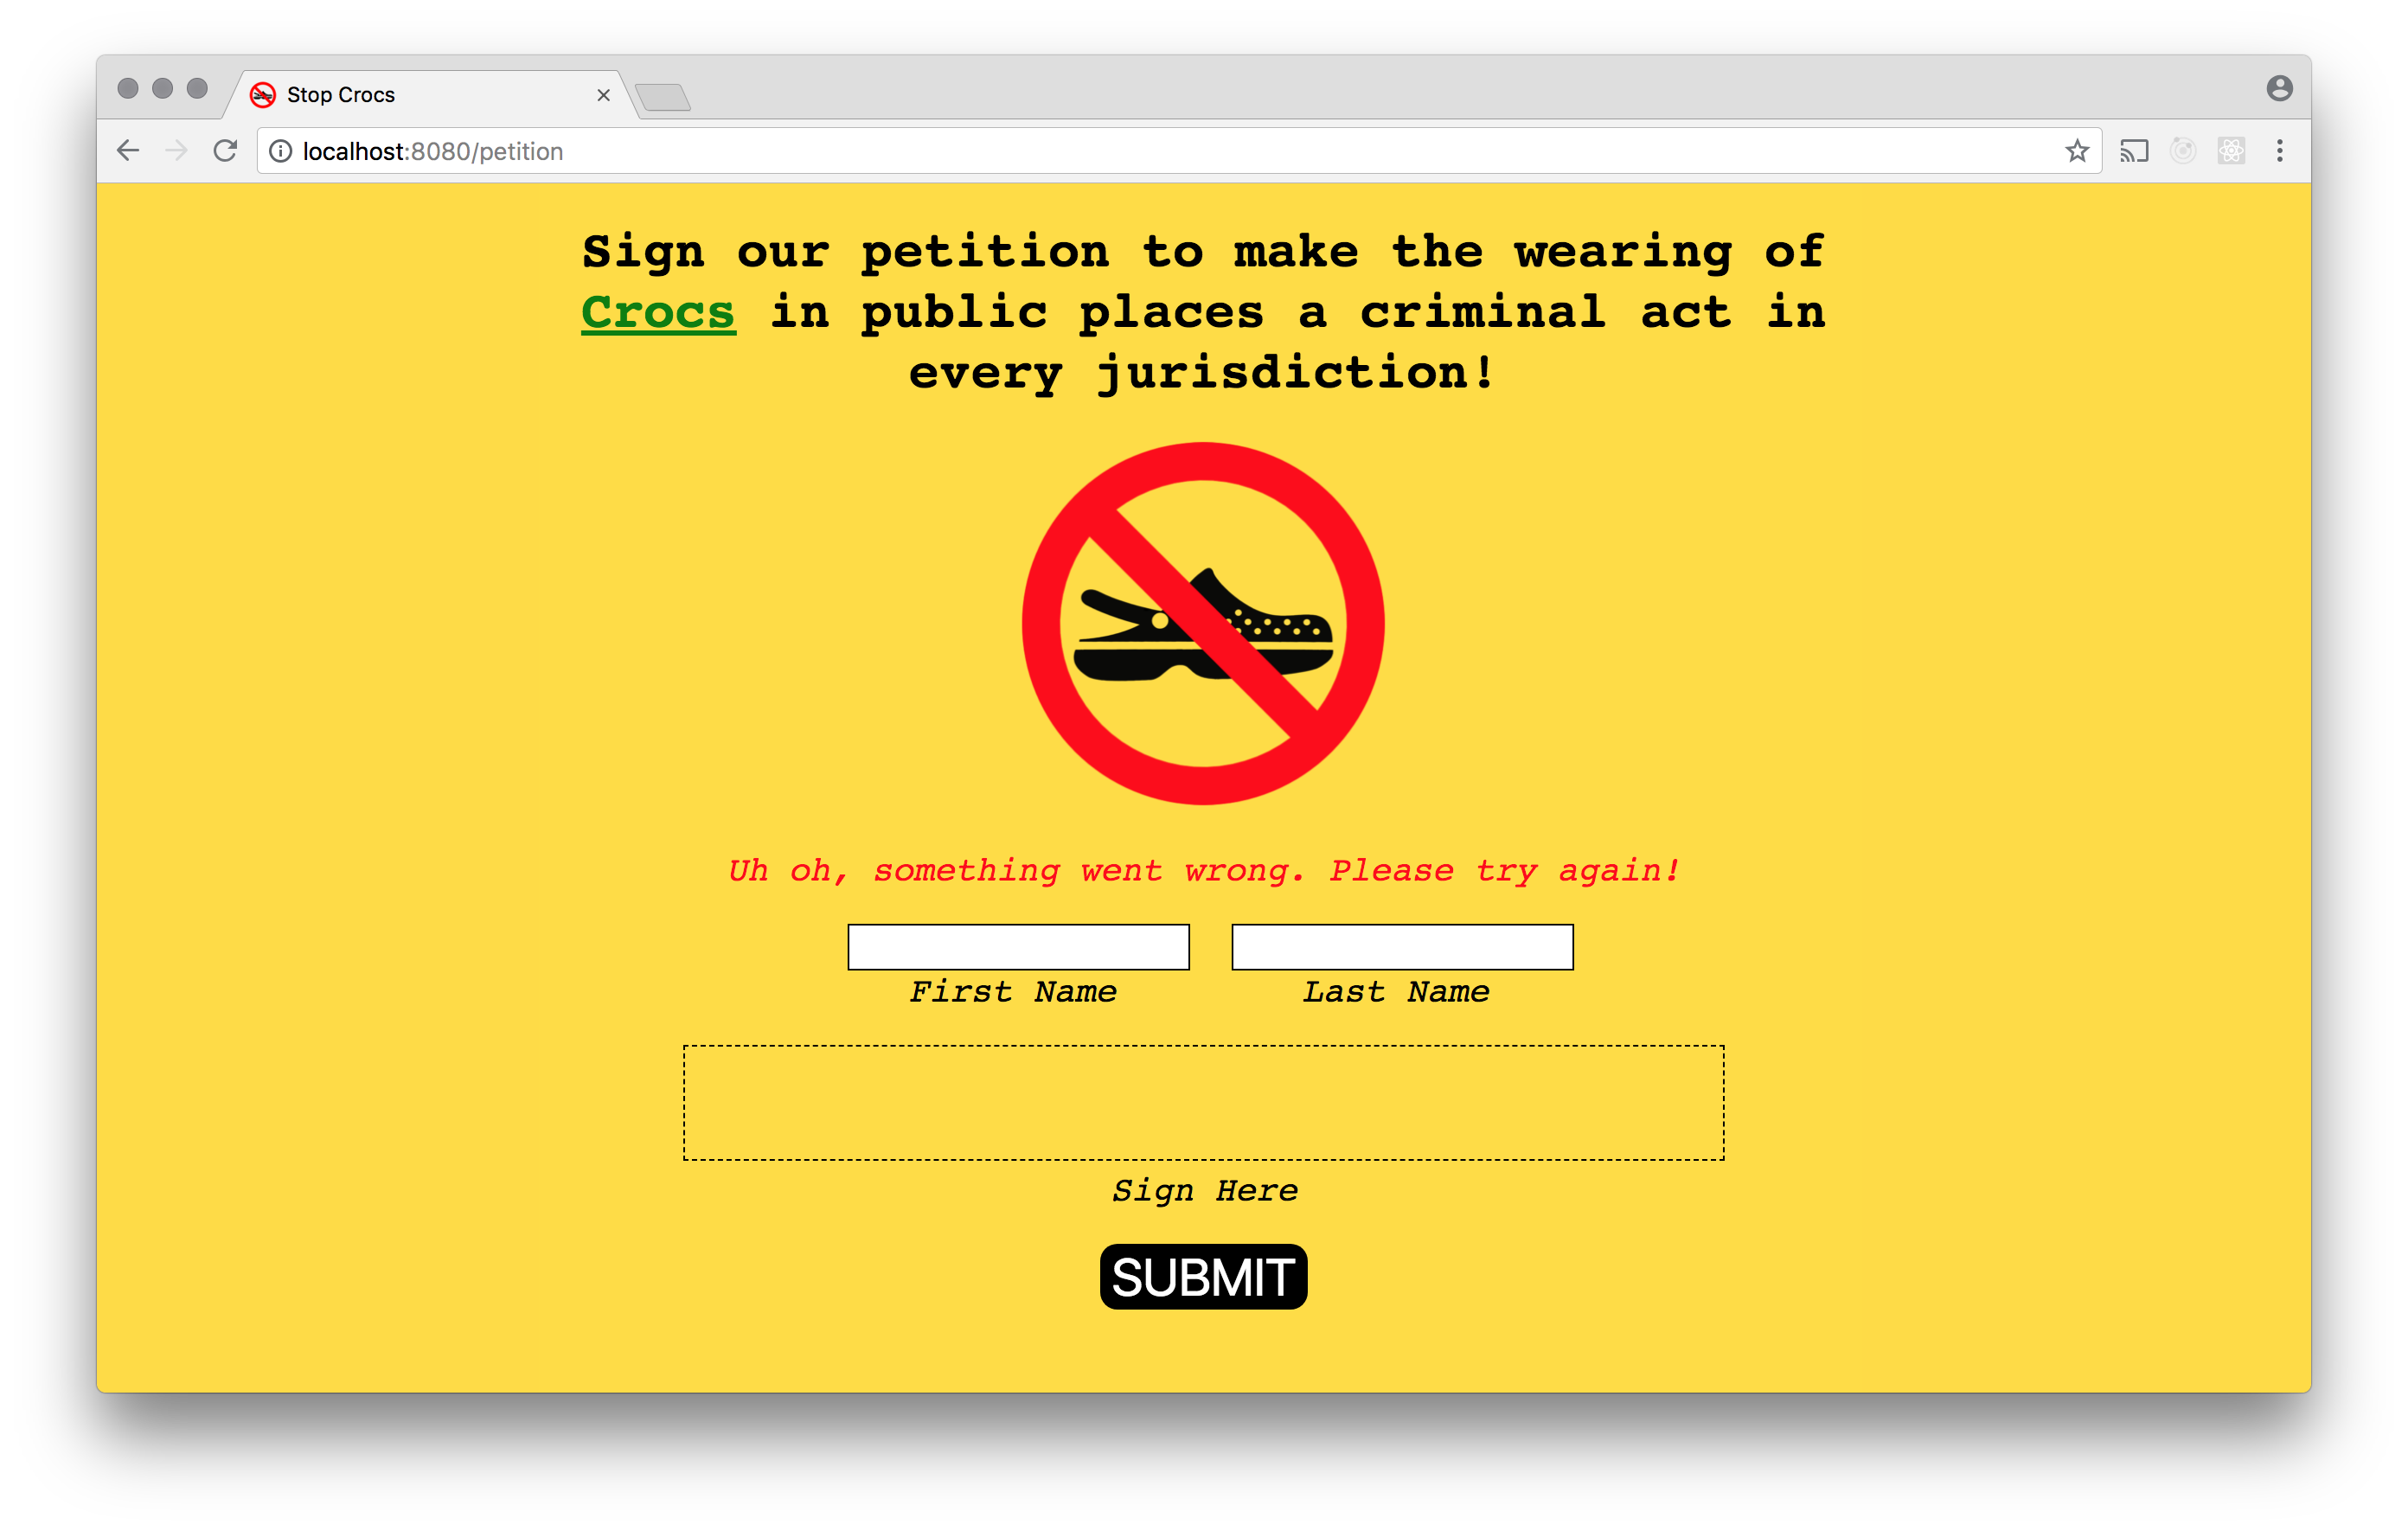 Stop Crocs
localhost:8080/petition
Sign our petition to make the wearing of
Crocs in public places a criminal act in
every jurisdiction!
Uh oh, something went wrong. Please try again!
First Name Last Name
Sign Here
SUBMIT